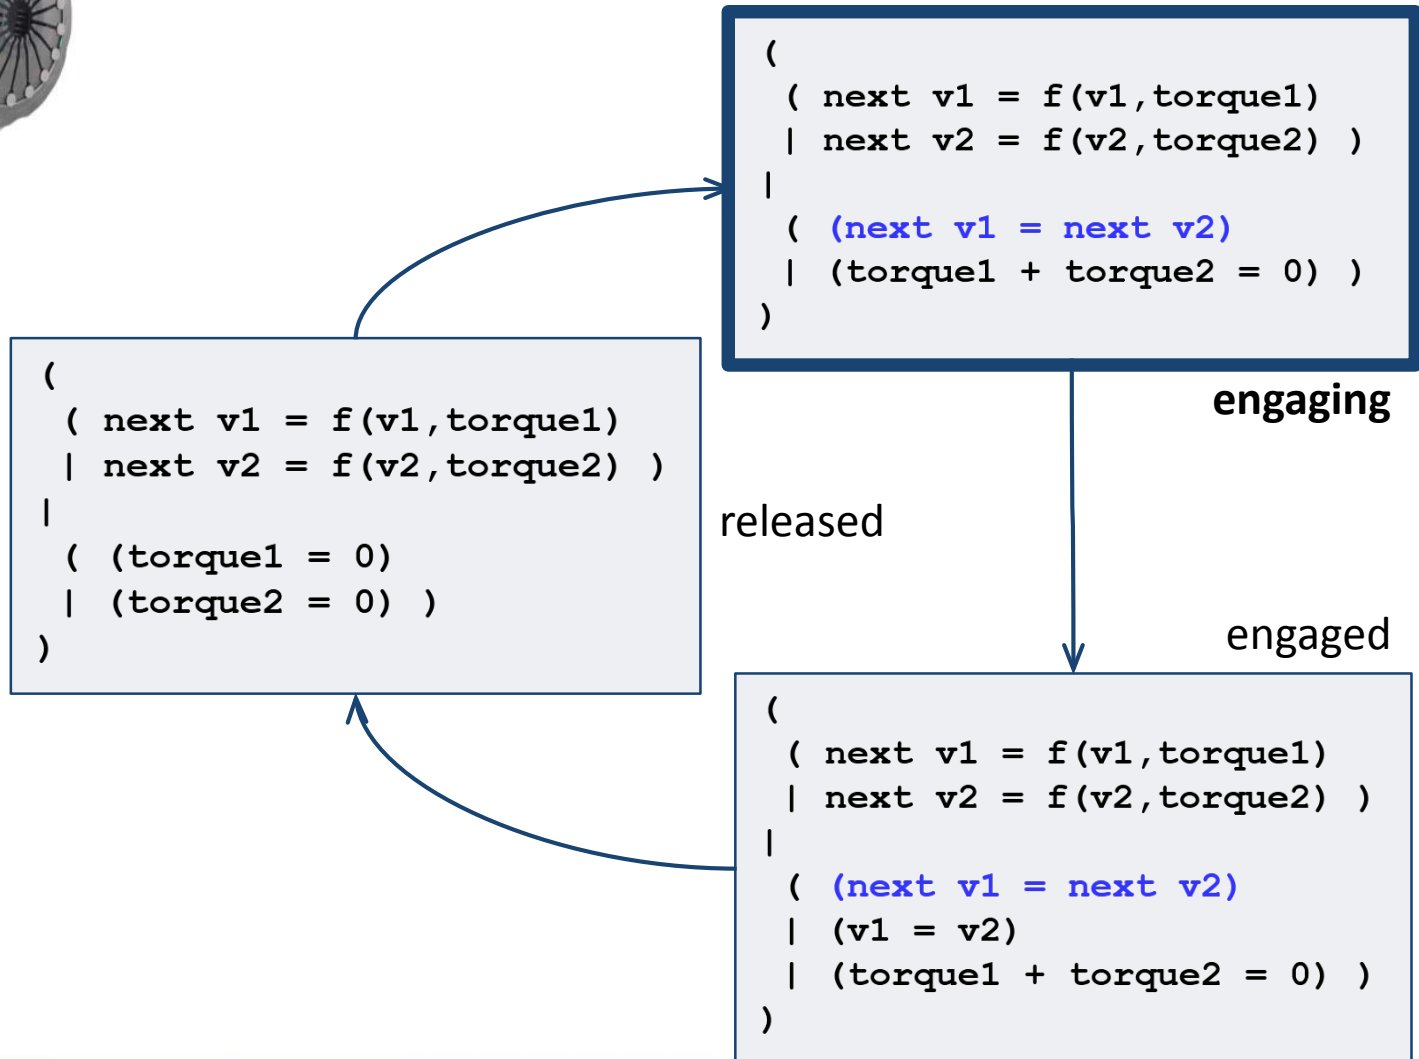 (
( next v1 = f(v1,torque1)
| next v2 = f(v2,torque2) )
|
( (next v1 = next v2)
| (torque1 + torque2 = 0) )
)
engaging
(
( next v1 = f(v1,torque1)
| next v2 = f(v2,torque2) )
|
( (torque1 = 0)
| (torque2 = 0) )
)
released
engaged
(
( next v1 = f(v1,torque1)
| next v2 = f(v2,torque2) )
|
( (next v1 = next v2)
| (v1 = v2)
| (torque1 + torque2 = 0) )
)